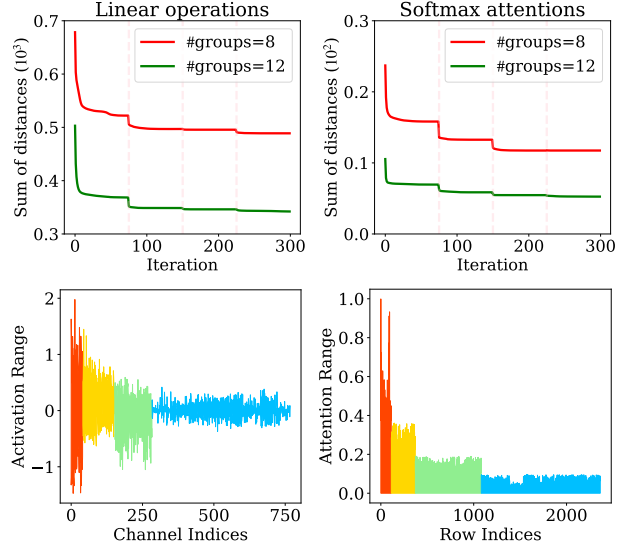 Linear operations
Softmax attentions
Sum of distances (10³)
0.7
0.5
0.4
0.3
#groups=8
#groups=12
0
100
200
300
Iteration
Sum of distances (10²)
0.3
0.2
0.1
0.0
#groups=8
#groups=12
0
100
200
300
Iteration
Activation Range
2
1
0
−1
0
250
500
750
Channel Indices
Attention Range
1.0
0.8
0.6
0.4
0.2
0.0
0
1000
2000
Row Indices